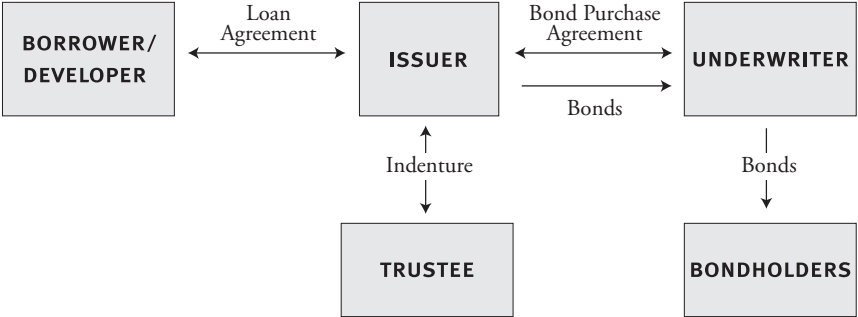 BORROWER/
DEVELOPER
Loan
Agreement
ISSUER
Bond Purchase
Agreement
Bonds
UNDERWRITER
Indenture
Bonds
TRUSTEE
BONDHOLDERS